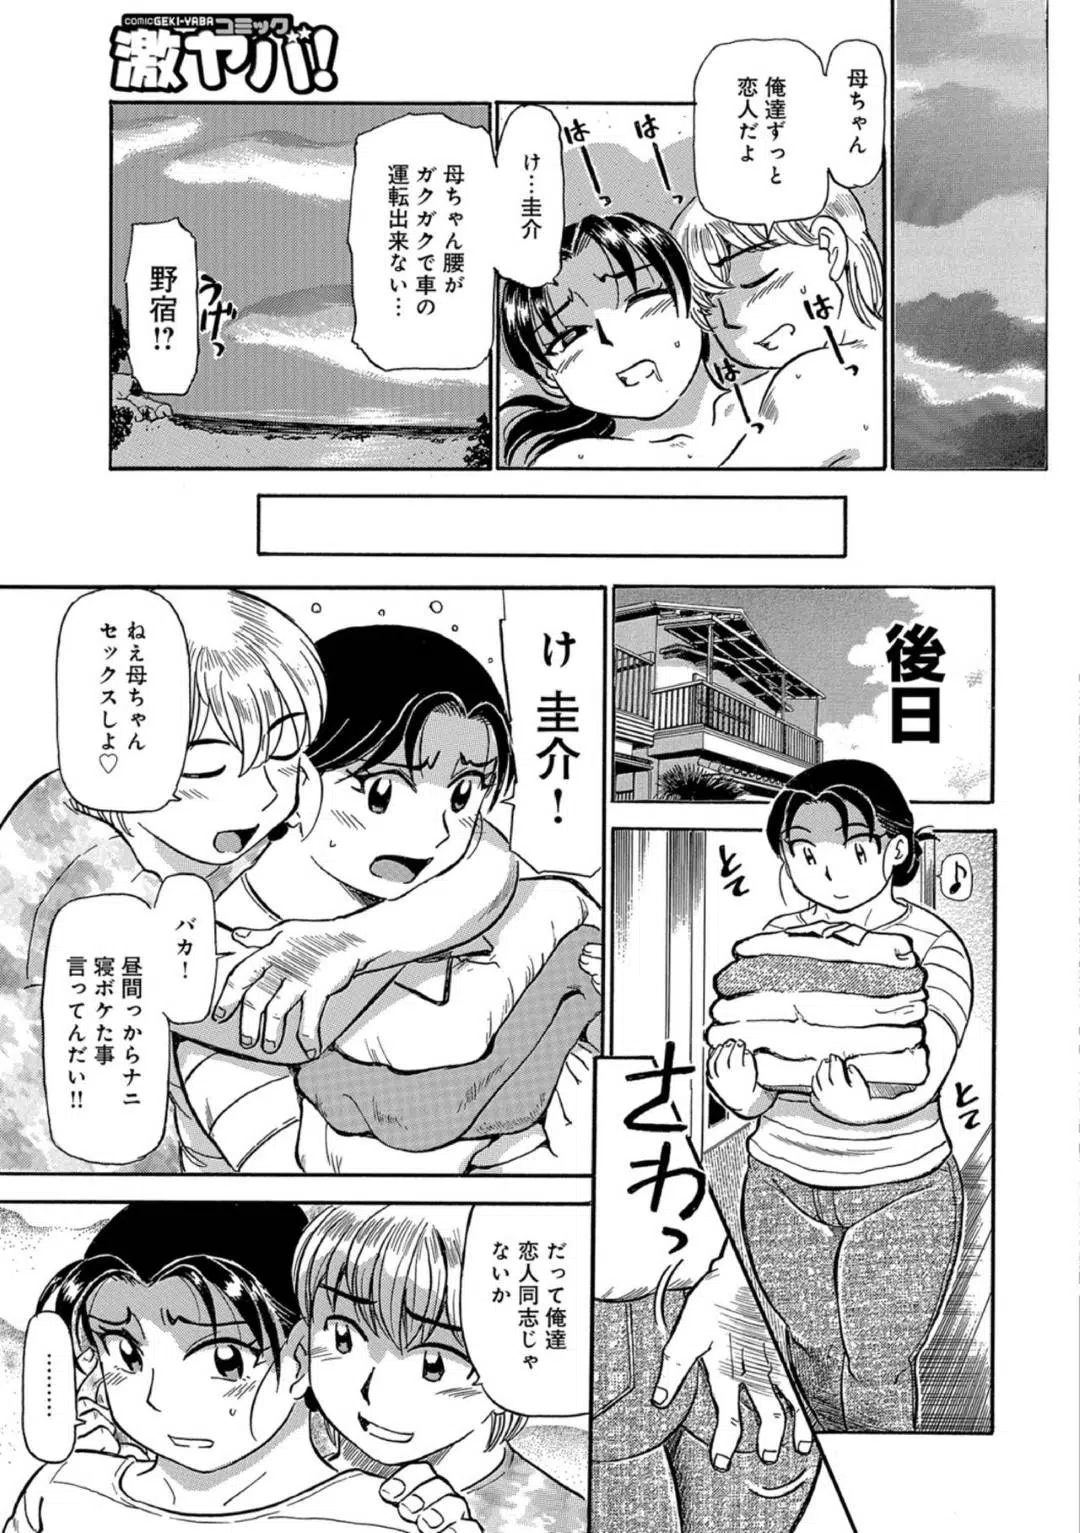 COMIC GEKI-YABA
コミック
激ヤバ!
母ちゃん
俺達ずっと
恋人だよ
はーっ
はーっ
はーっ
はーっ
け…圭介
母ちゃん腰が
ガクガクで車の
運転出来ない…
うげっ
野宿!?
後日
♪
とて
とて
さわっ
け 圭介!
ねえ母ちゃん
セックスしよ♡
バカ!
昼間っからナニ
寝ボケた事
言ってんだい!!
だって俺達
恋人同志じゃ
ないか
………